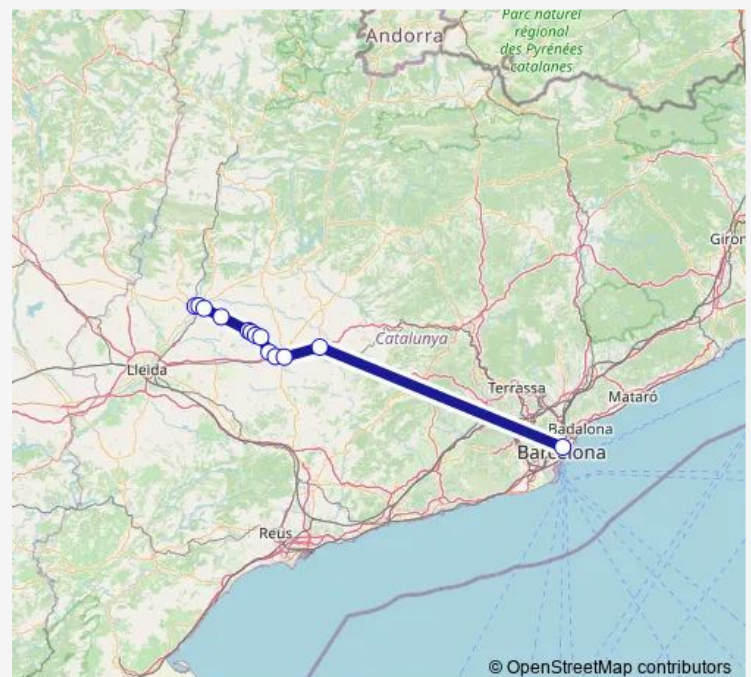 Parc naturel
régional
des Pyrénées
catalanes
Andorra
Giron
Catalunya
Lleida
Terrassa
Mataró
Badalona
Barcelona
Reus
© OpenStreetMap contributors